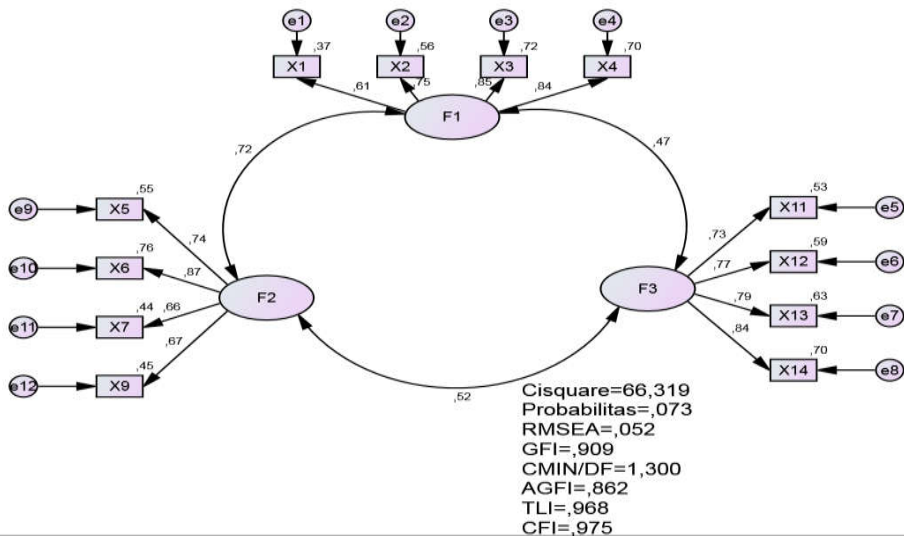 e1 e2 e3 e4
,37 ,56 ,72 ,70
X1 X2 X3 X4
,61 ,75 ,85 ,84
F1
,72 ,47
e9 X5 ,55
,74
e10 X6 ,76
,87
e11 X7 ,44
,66
e12 X9 ,45
,67
F2
F3
,53 X11 e5
,73
,59 X12 e6
,77
,63 X13 e7
,79
,70 X14 e8
,84
,52
Cisquare=66,319
Probabilitas=,073
RMSEA=,052
GFI=,909
CMIN/DF=1,300
AGFI=,862
TLI=,968
CFI=,975